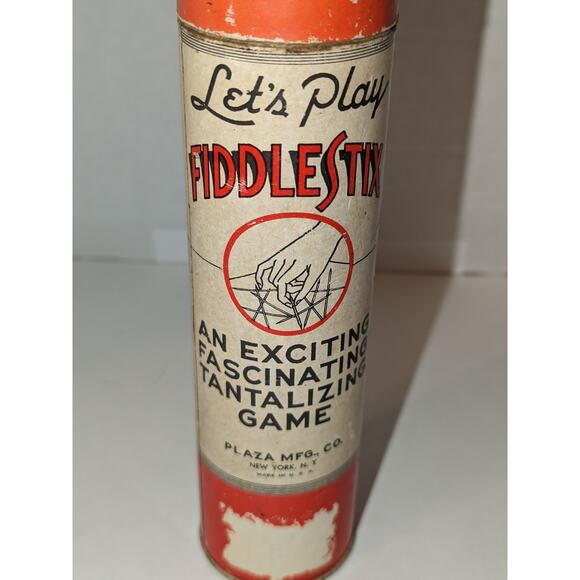 Let's Play
FIDDLESTIX
AN EXCITING
FASCINATING
TANTALIZING
GAME
PLAZA MFG., CO.
NEW YORK, N. Y
MADE IN U. S. A.